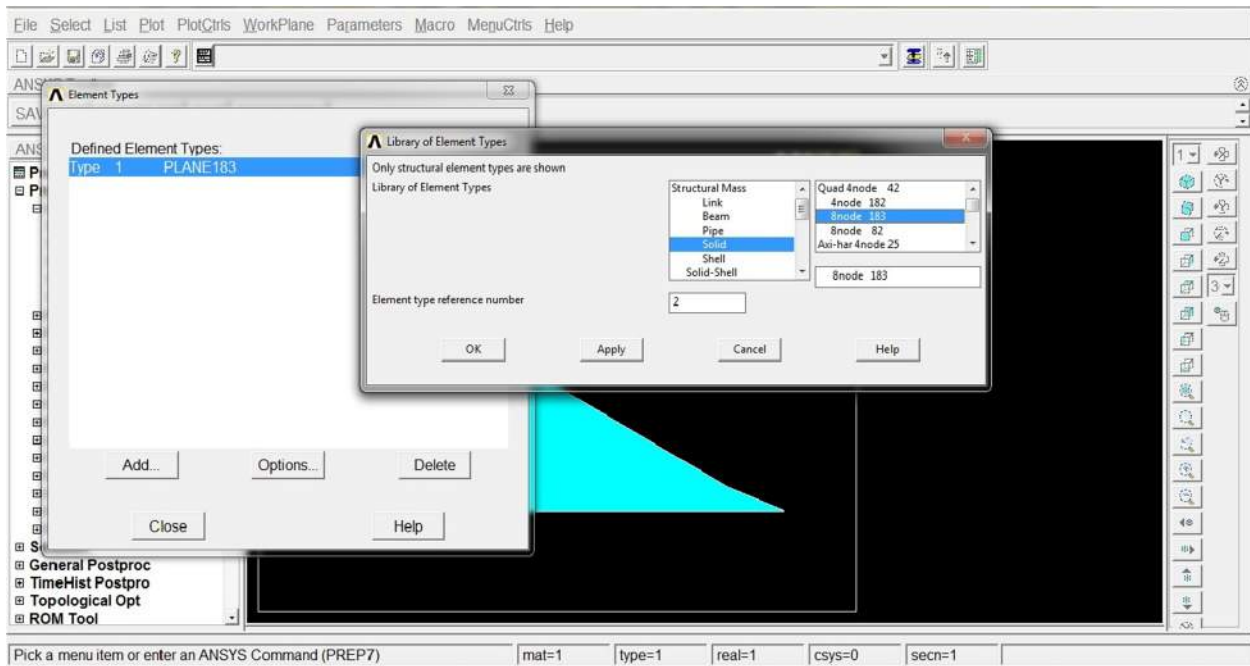 File Select List Plot PlotCtrls WorkPlane Parameters Macro MenuCtrls Help
ANS
SAV
Element Types
Defined Element Types:
Type 1 PLANE183
Add...
Options...
Delete
Close
Help
Library of Element Types
Only structural element types are shown
Library of Element Types
Structural Mass
Link
Beam
Pipe
Solid
Shell
Solid-Shell
Quad 4node 42
4node 182
8node 183
8node 82
Axi-har 4node 25
8node 183
Element type reference number
2
OK
Apply
Cancel
Help
ANS
P
P
S
General Postproc
TimeHist Postpro
Topological Opt
ROM Tool
1
3
Pick a menu item or enter an ANSYS Command (PREP7)
mat=1
type=1
real=1
csys=0
secn=1